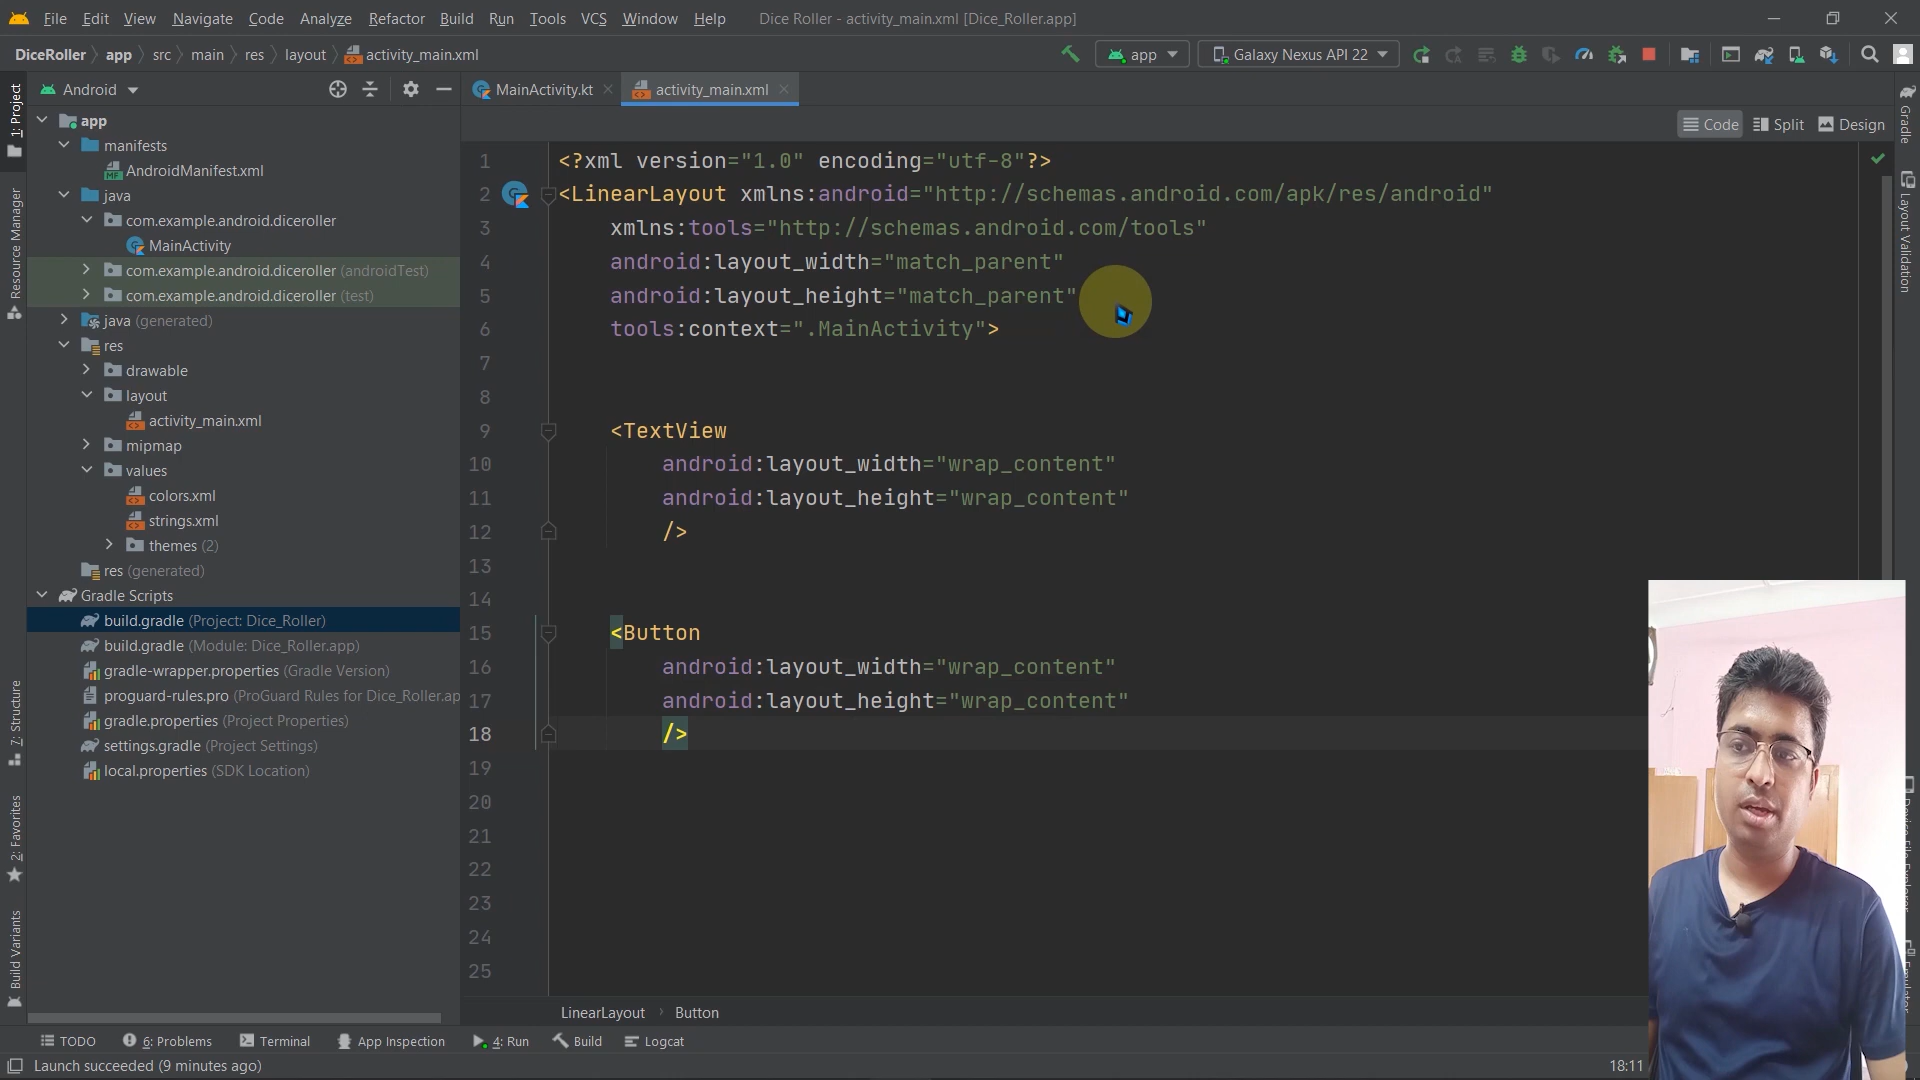 File Edit View Navigate Code Analyze Refactor Build Run Tools VCS Window Help Dice Roller - activity_main.xml [Dice_Roller.app]
DiceRoller app src main res layout activity_main.xml app Galaxy Nexus API 22
Android MainActivity.kt activity_main.xml
Code Split Design
1: Project
Resource Manager
7: Structure
2: Favorites
Build Variants
app
manifests
AndroidManifest.xml
java
com.example.android.diceroller
MainActivity
com.example.android.diceroller (androidTest)
com.example.android.diceroller (test)
java (generated)
res
drawable
layout
activity_main.xml
mipmap
values
colors.xml
strings.xml
themes (2)
res (generated)
Gradle Scripts
build.gradle (Project: Dice_Roller)
build.gradle (Module: Dice_Roller.app)
gradle-wrapper.properties (Gradle Version)
proguard-rules.pro (ProGuard Rules for Dice_Roller.ap
gradle.properties (Project Properties)
settings.gradle (Project Settings)
local.properties (SDK Location)
1 <?xml version="1.0" encoding="utf-8"?>
2 <LinearLayout xmlns:android="http://schemas.android.com/apk/res/android"
3 xmlns:tools="http://schemas.android.com/tools"
4 android:layout_width="match_parent"
5 android:layout_height="match_parent"
6 tools:context=".MainActivity">
7
8
9 <TextView
10 android:layout_width="wrap_content"
11 android:layout_height="wrap_content"
12 />
13
14
15 <Button
16 android:layout_width="wrap_content"
17 android:layout_height="wrap_content"
18 />
19
20
21
22
23
24
25
LinearLayout Button
Gradle
Layout Validation
TODO 6: Problems Terminal App Inspection 4: Run Build Logcat
Launch succeeded (9 minutes ago) 18:11